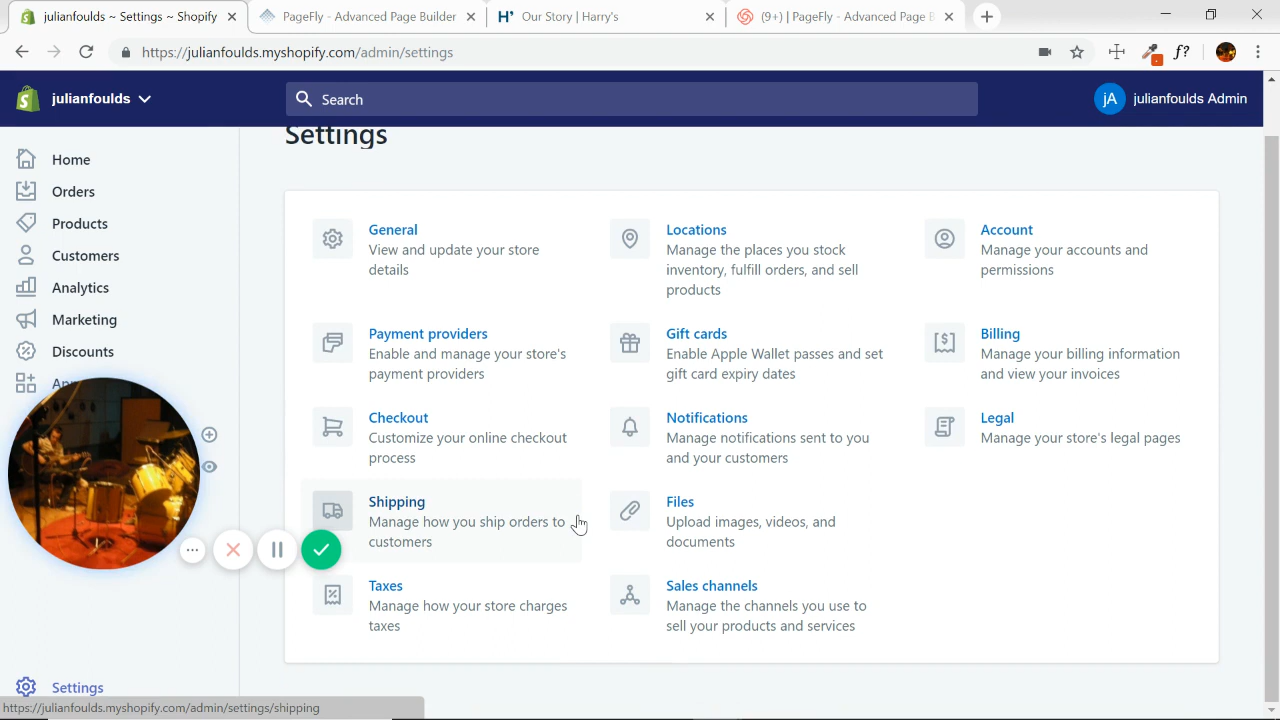 julianfoulds ~ Settings ~ Shopify
PageFly - Advanced Page Builder
Our Story | Harry's
(9+) | PageFly - Advanced Page B
https://julianfoulds.myshopify.com/admin/settings
f?
julianfoulds
Search
jA
julianfoulds Admin
Home
Orders
Products
Customers
Analytics
Marketing
Discounts
Settings
Settings
General
View and update your store
details
Payment providers
Enable and manage your store's
payment providers
Checkout
Customize your online checkout
process
Shipping
Manage how you ship orders to
customers
Taxes
Manage how your store charges
taxes
Locations
Manage the places you stock
inventory, fulfill orders, and sell
products
Gift cards
Enable Apple Wallet passes and set
gift card expiry dates
Notifications
Manage notifications sent to you
and your customers
Files
Upload images, videos, and
documents
Sales channels
Manage the channels you use to
sell your products and services
Account
Manage your accounts and
permissions
Billing
Manage your billing information
and view your invoices
Legal
Manage your store's legal pages
https://julianfoulds.myshopify.com/admin/settings/shipping